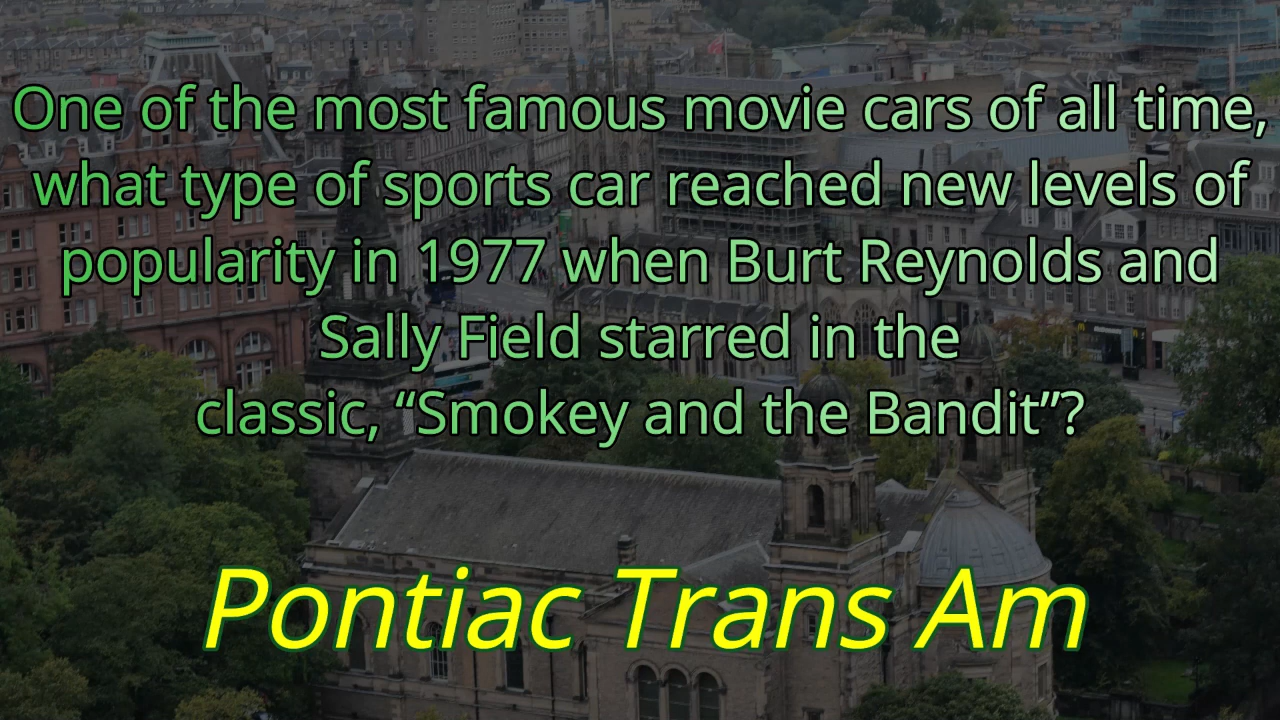 One of the most famous movie cars of all time,
what type of sports car reached new levels of
popularity in 1977 when Burt Reynolds and
Sally Field starred in the
classic, “Smokey and the Bandit”?
Pontiac Trans Am